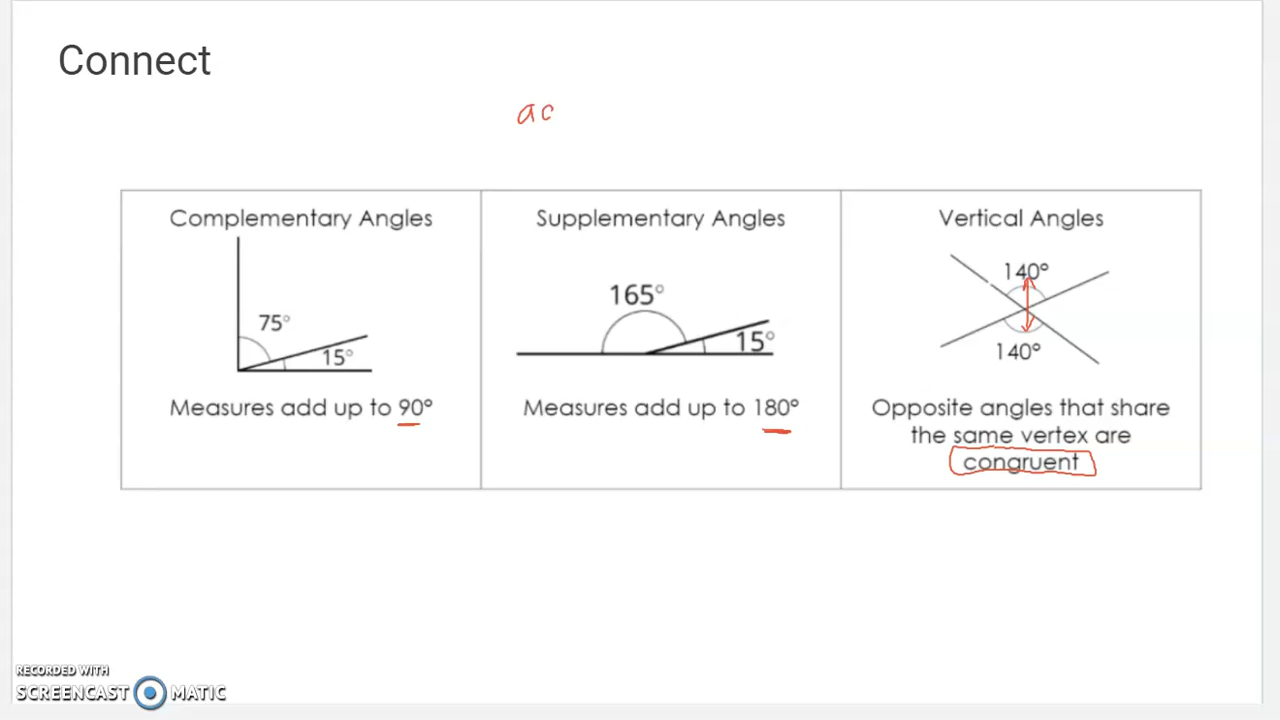 Connect
ac
Complementary Angles
75°
15°
Measures add up to 90°
Supplementary Angles
165°
15°
Measures add up to 180°
Vertical Angles
140°
140°
Opposite angles that share
the same vertex are
congruent
RECORDED WITH
SCREENCAST MATIC